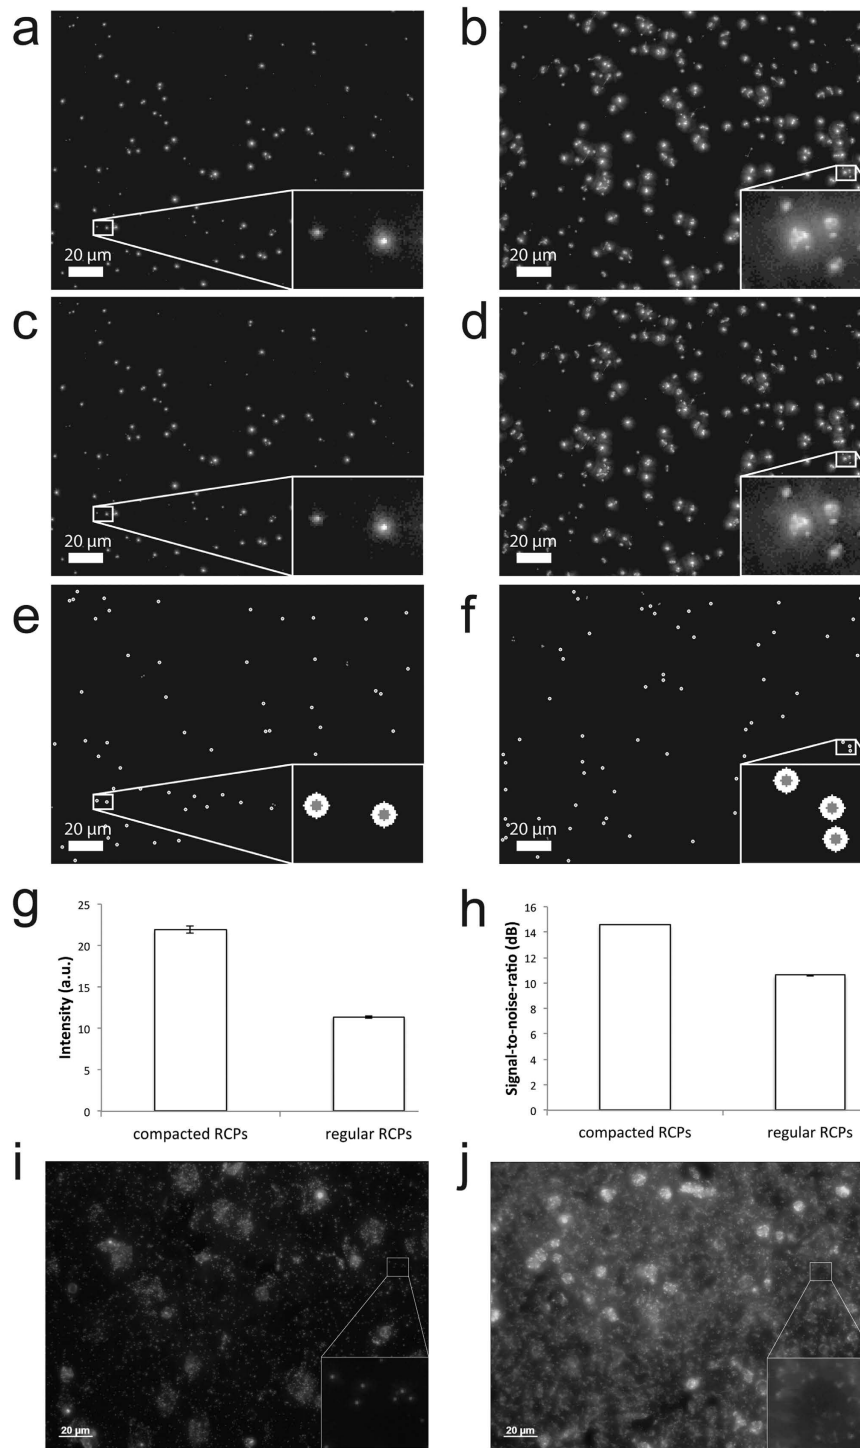 a
b
20 µm
20 µm
c
d
20 µm
20 µm
e
f
20 µm
20 µm
g
h
Intensity (a.u.)
25
20
15
10
5
0
compacted RCPs
regular RCPs
Signal-to-noise-ratio (dB)
16
14
12
10
8
6
4
2
0
compacted RCPs
regular RCPs
i
j
20 µm
20 µm